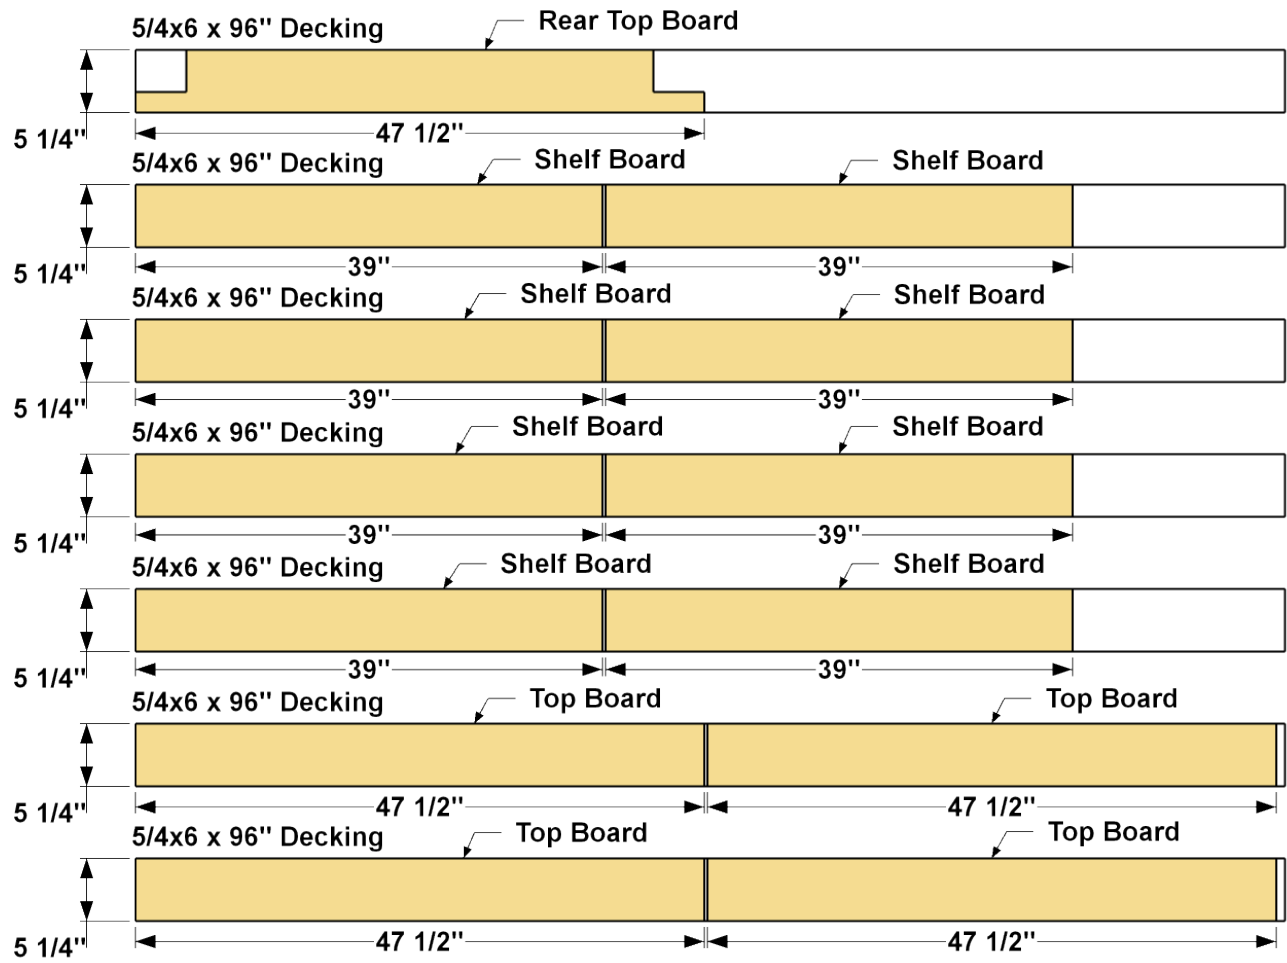 5/4x6 x 96" Decking
Rear Top Board
5 1/4"
47 1/2"
5/4x6 x 96" Decking
Shelf Board
Shelf Board
5 1/4"
39"
39"
5/4x6 x 96" Decking
Shelf Board
Shelf Board
5 1/4"
39"
39"
5/4x6 x 96" Decking
Shelf Board
Shelf Board
5 1/4"
39"
39"
5/4x6 x 96" Decking
Shelf Board
Shelf Board
5 1/4"
39"
39"
5/4x6 x 96" Decking
Top Board
Top Board
5 1/4"
47 1/2"
47 1/2"
5/4x6 x 96" Decking
Top Board
Top Board
5 1/4"
47 1/2"
47 1/2"